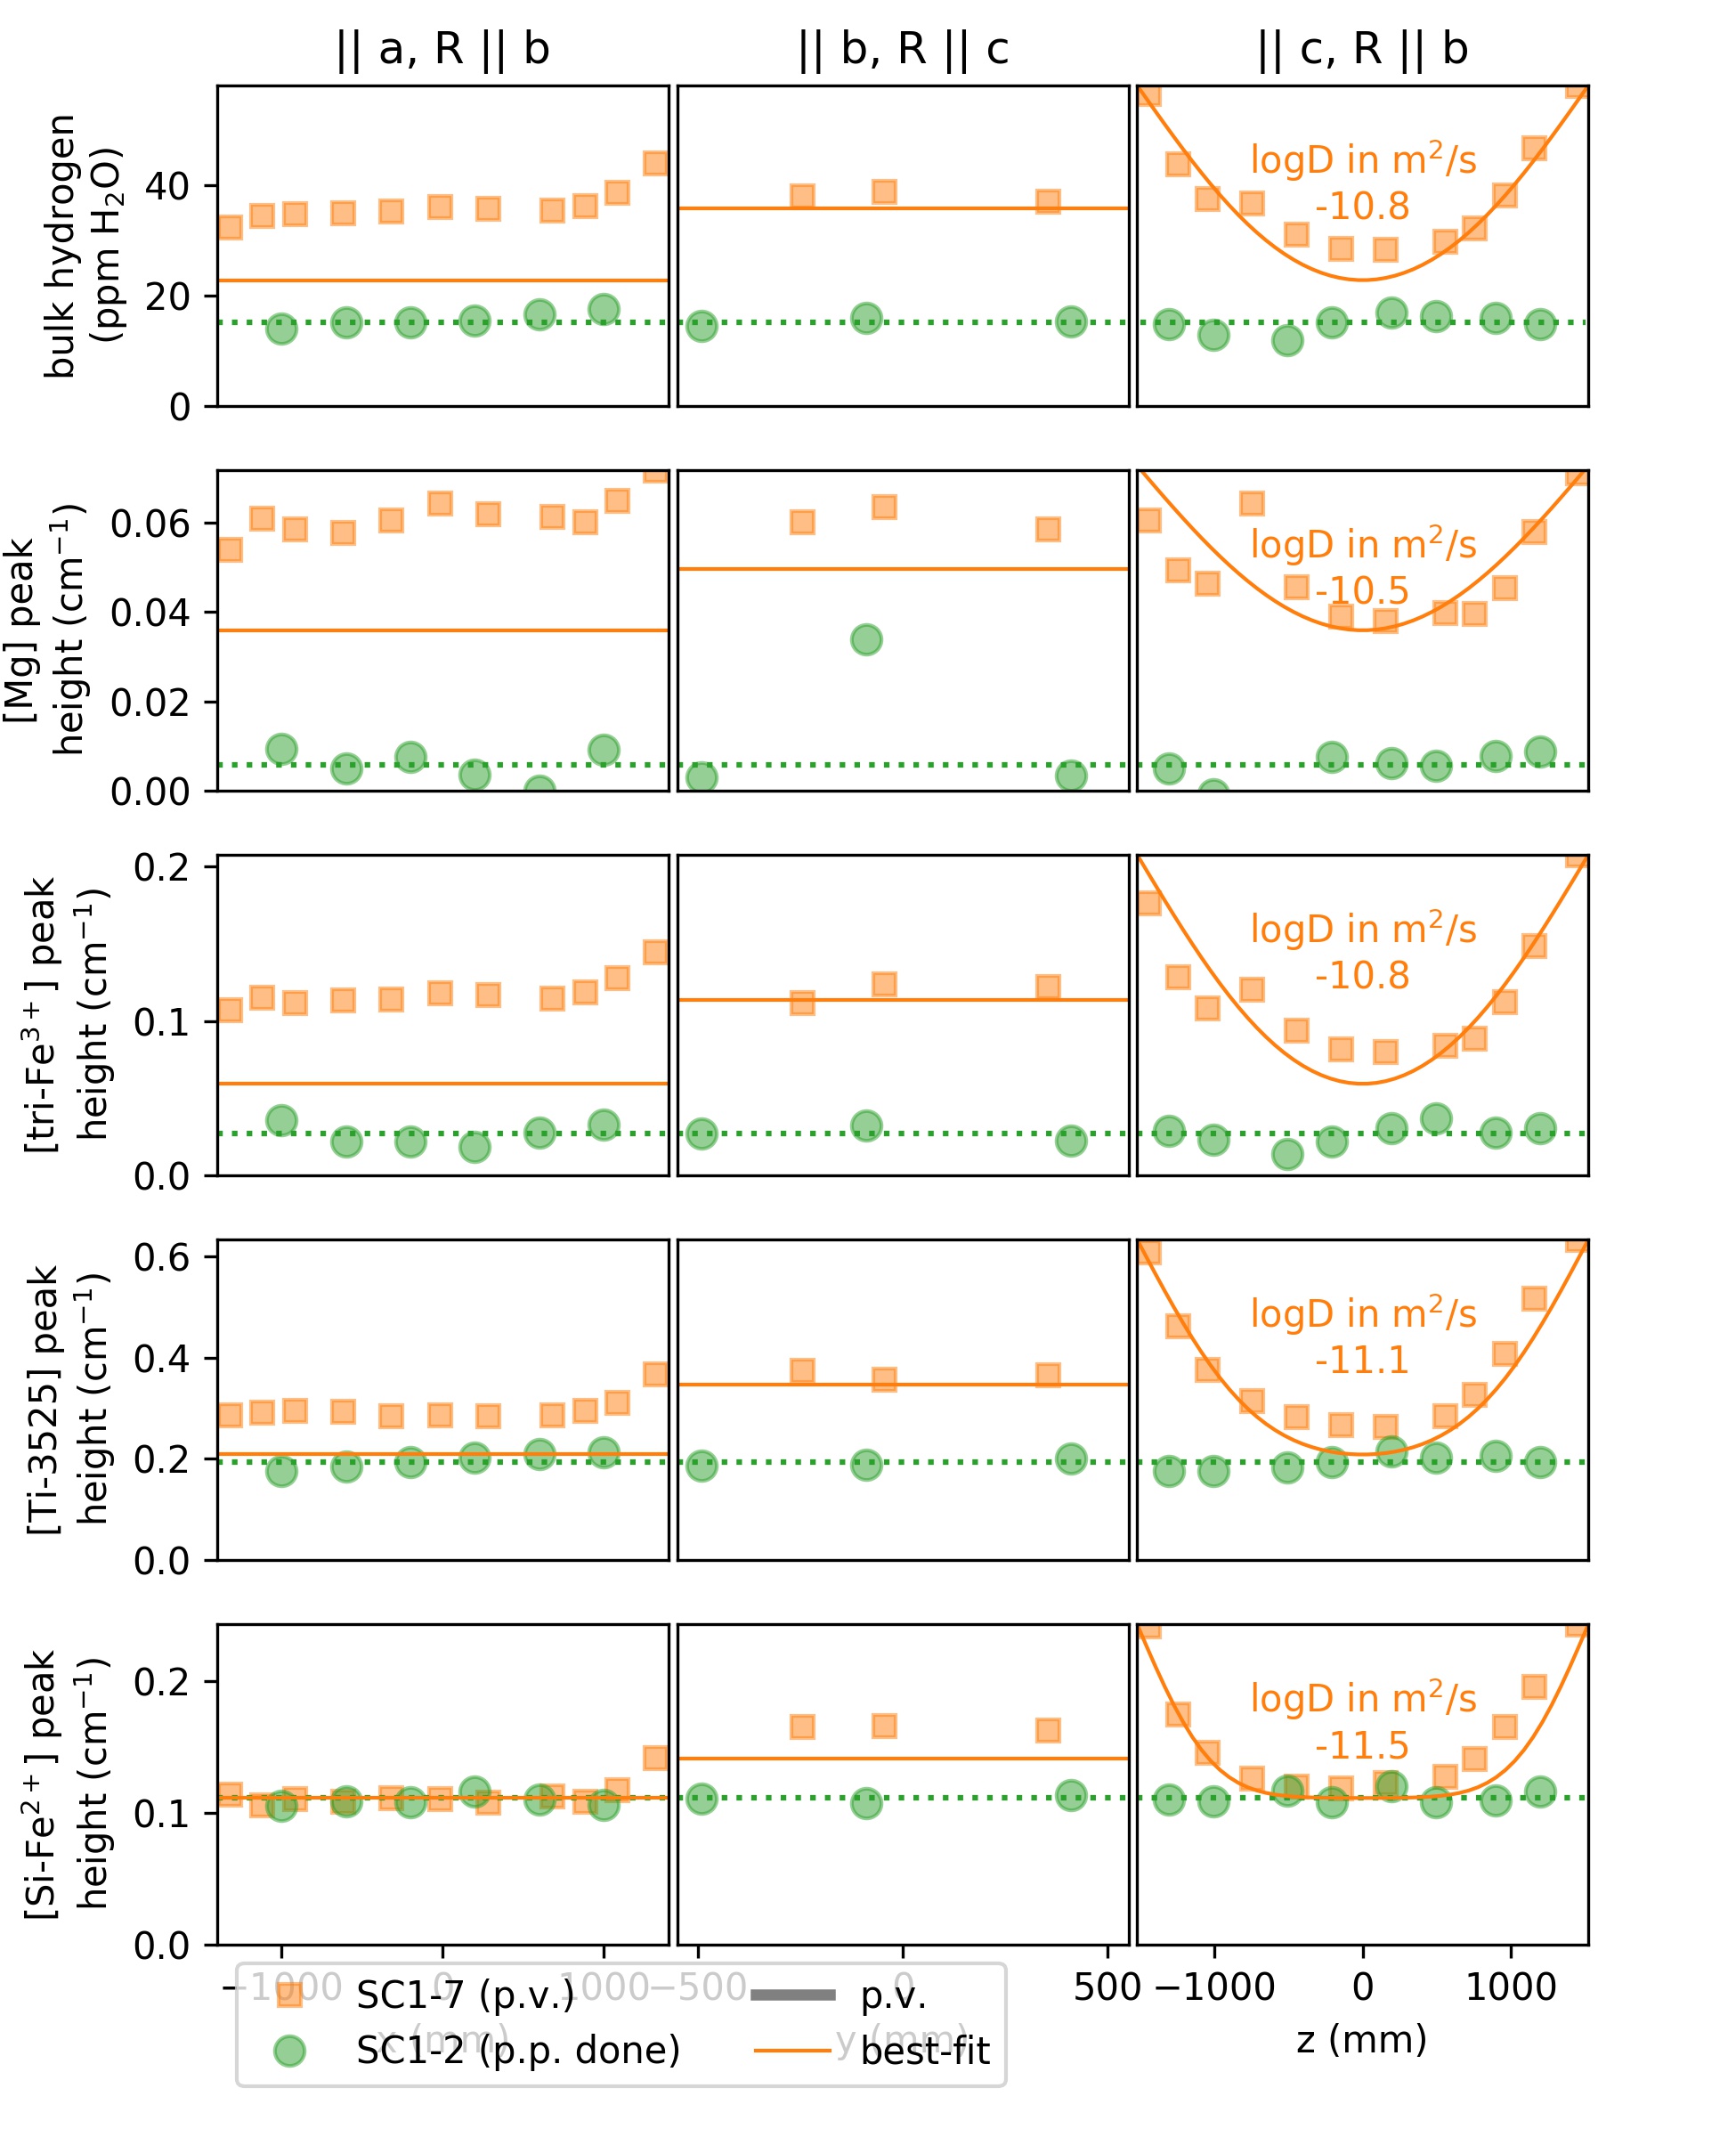 || a, R || b
|| b, R || c
|| c, R || b
bulk hydrogen
(ppm H₂O)
40
20
0
logD in m²/s
-10.8
[Mg] peak
height (cm⁻¹)
0.06
0.04
0.02
0.00
logD in m²/s
-10.5
[tri-Fe³⁺] peak
height (cm⁻¹)
0.2
0.1
0.0
logD in m²/s
-10.8
[Ti-3525] peak
height (cm⁻¹)
0.6
0.4
0.2
0.0
logD in m²/s
-11.1
[Si-Fe²⁺] peak
height (cm⁻¹)
0.2
0.1
0.0
logD in m²/s
-11.5
−1000 0 1000
−500 0 500
−1000 0 1000
x (mm)
y (mm)
z (mm)
SC1-7 (p.v.)
SC1-2 (p.p. done)
p.v.
best-fit